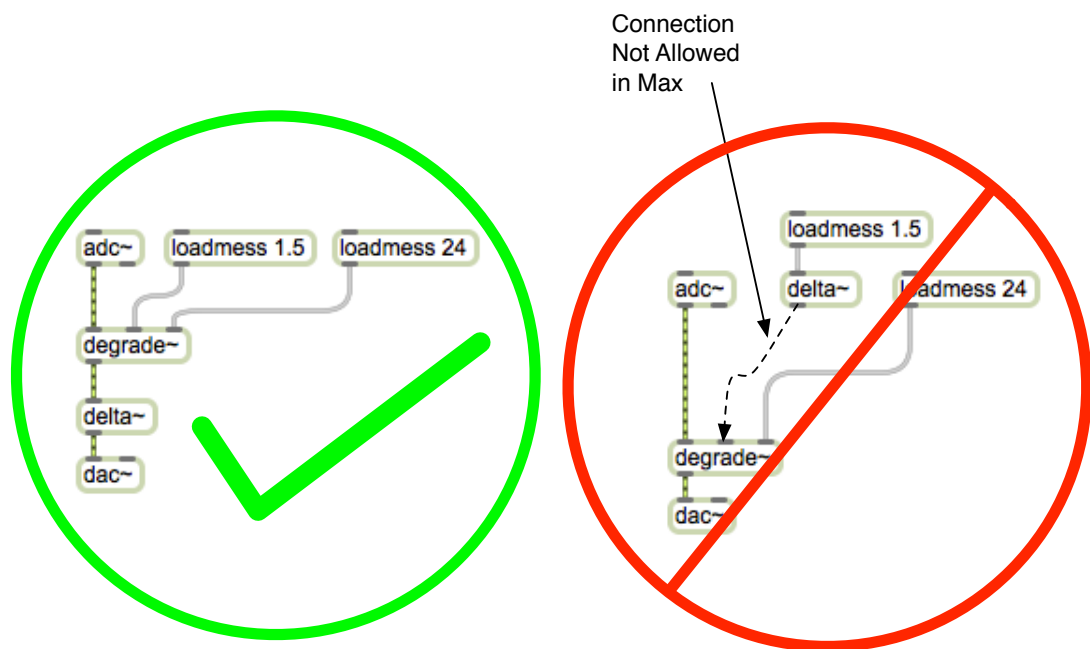 Connection
Not Allowed
in Max
adc~
loadmess 1.5
loadmess 24
degrade~
delta~
dac~
loadmess 1.5
adc~
delta~
loadmess 24
degrade~
dac~